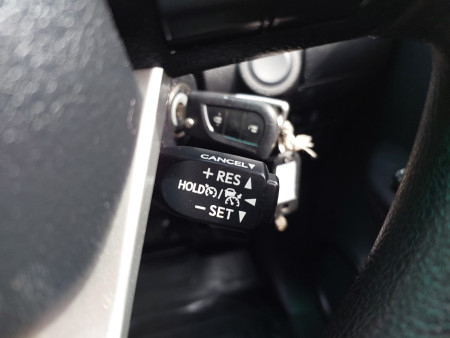 CANCEL
+ RES
HOLD /
− SET